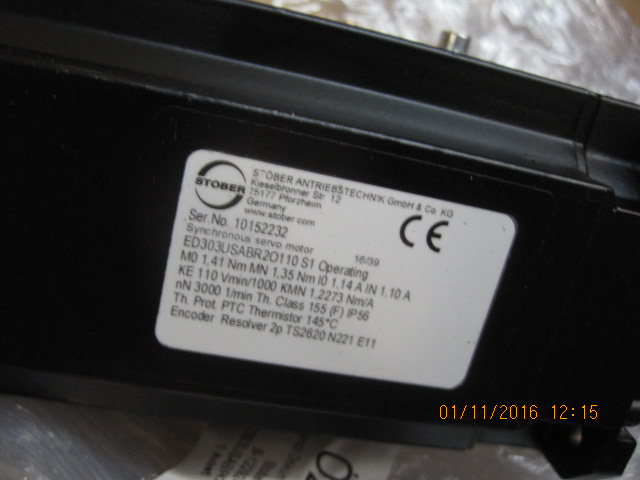 STÖBER
STÖBER ANTRIEBSTECHNIK GmbH & Co. KG
Kieselbronner Str. 12
75177 Pforzheim
Germany
www.stober.com
CE
Ser.No. 10152232
Synchronous servo motor 16/39
ED303USABR2O110 S1 Operating
M0 1,41 Nm MN 1,35 Nm I0 1,14 A IN 1,10 A
KE 110 Vmin/1000 KMN 1,2273 Nm/A
nN 3000 1/min Th. Class 155 (F) IP56
Th. Prot. PTC Thermistor 145°C
Encoder Resolver 2p TS2620 N221 E11
01/11/2016 12:15